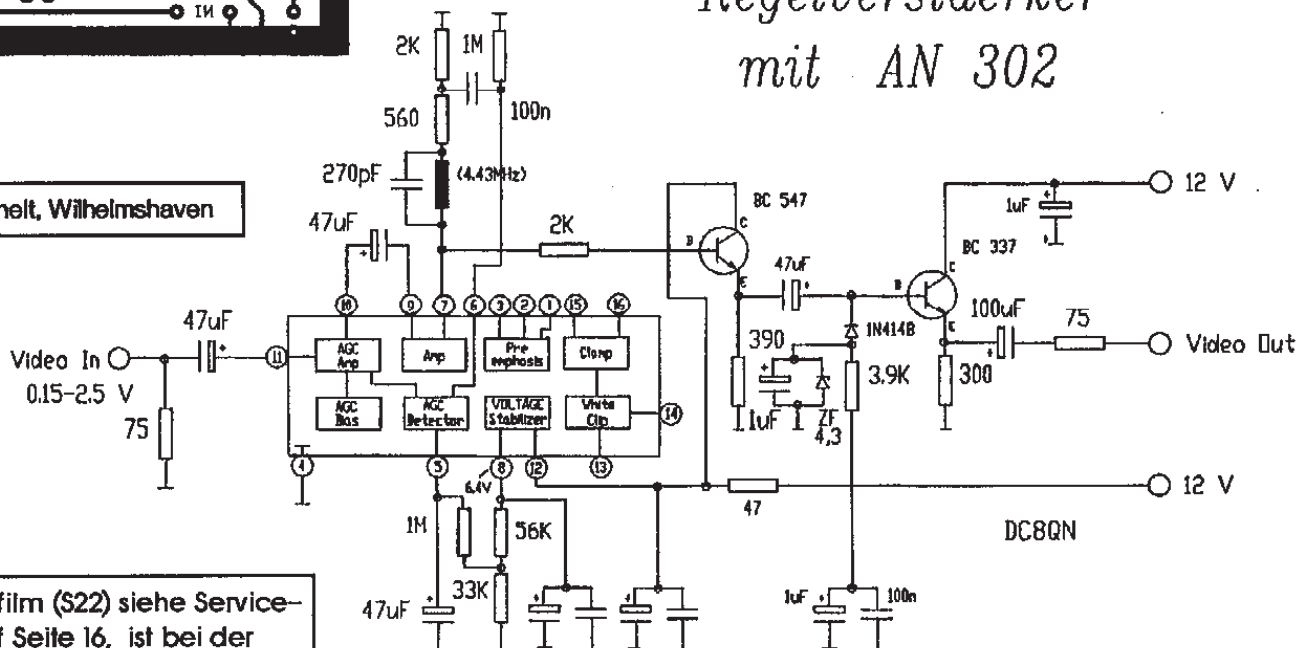 IN
mit AN 302
2K
1M
560
100n
270pF
(4.43MHz)
47uF
12 V
1uF
BC 547
C
B
E
2K
BC 337
C
B
E
47uF
helt, Wilhelmshaven
10
9
7
6
3
2
1
15
16
47uF
Video In
0.15-2.5 V
75
11
AGC
Amp
Amp
Pre
Clamp
AGC
AGC
Detector
VOLTAGE
Stabilizer
White
Clip
14
4
5
8
12
13
6.4V
390
1uF
ZF
4,3
1N4148
3.9K
100uF
75
Video Out
300
47
12 V
DC8QN
1M
56K
33K
47uF
1uF
100n
film (S22) siehe Service-
f Seite 16, ist bei der